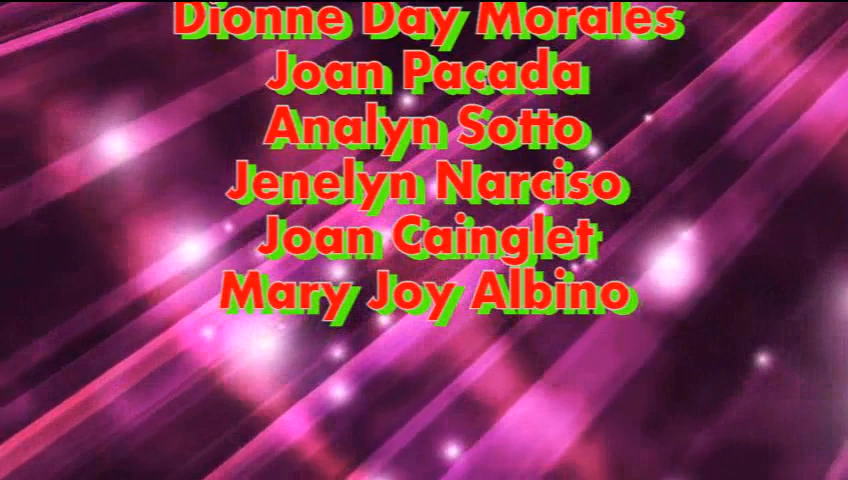 Dionne Day Morales
Joan Pacada
Analyn Sotto
Jenelyn Narciso
Joan Cainglet
Mary Joy Albino